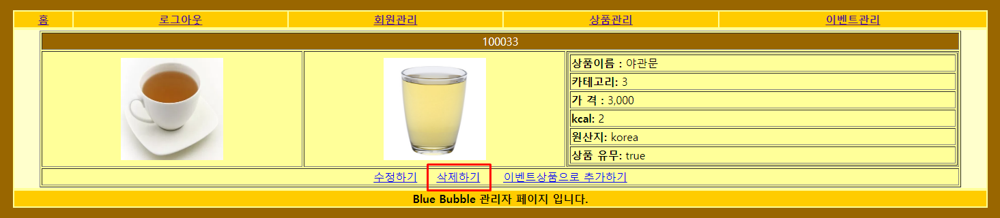 홈 로그아웃 회원관리 상품관리 이벤트관리
100033
상품이름 : 야관문
카테고리: 3
가 격 : 3,000
kcal: 2
원산지: korea
상품 유무: true
수정하기 삭제하기 이벤트상품으로 추가하기
Blue Bubble 관리자 페이지 입니다.